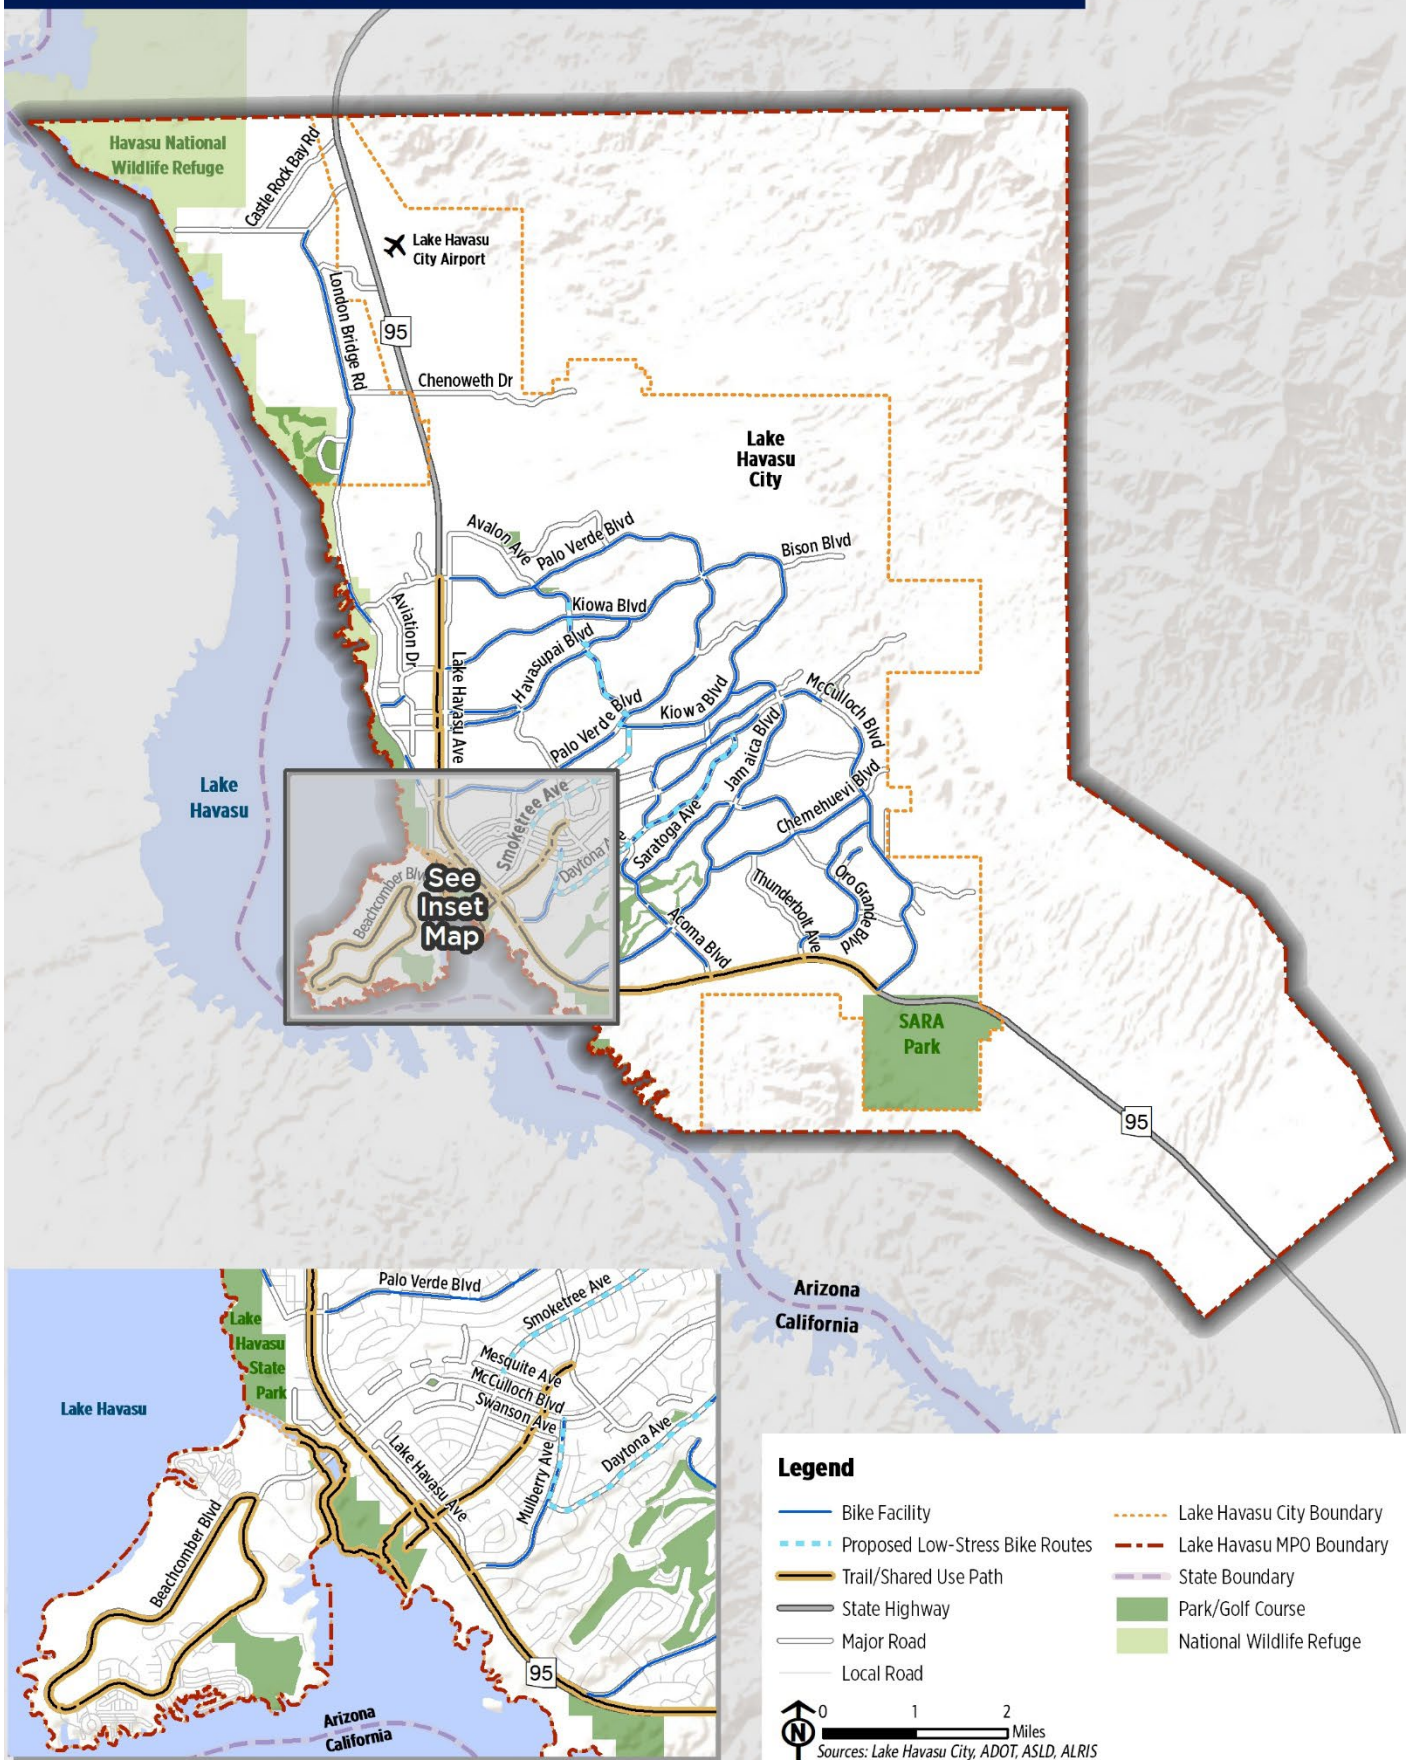 Havasu National
Wildlife Refuge
Castle Rock Bay Rd
Lake Havasu
City Airport
London Bridge Rd
95
Chenoweth Dr
Lake
Havasu
City
Avalon Ave
Palo Verde Blvd
Bison Blvd
Aviation Dr
Kiowa Blvd
Havasupai Blvd
Lake Havasu Ave
McCulloch Blvd
Palo Verde Blvd
Kiowa Blvd
Jamaica Blvd
Lake
Havasu
Smoketree Ave
Saratoga Ave
Chemehuevi Blvd
Daytona Ave
Beachcomber Blvd
See
Inset
Map
Thunderbolt Ave
Oro Grande Blvd
Acoma Blvd
SARA
Park
95
Arizona
California
Palo Verde Blvd
Smoketree Ave
Lake
Havasu
State
Park
Mesquite Ave
McCulloch Blvd
Swanson Ave
Lake Havasu
Lake Havasu Ave
Mulberry Ave
Daytona Ave
Beachcomber Blvd
95
Arizona
California
Legend
Bike Facility
Proposed Low-Stress Bike Routes
Trail/Shared Use Path
State Highway
Major Road
Local Road
Lake Havasu City Boundary
Lake Havasu MPO Boundary
State Boundary
Park/Golf Course
National Wildlife Refuge
N
0 1 2
Miles
Sources: Lake Havasu City, ADOT, ASLD, ALRIS